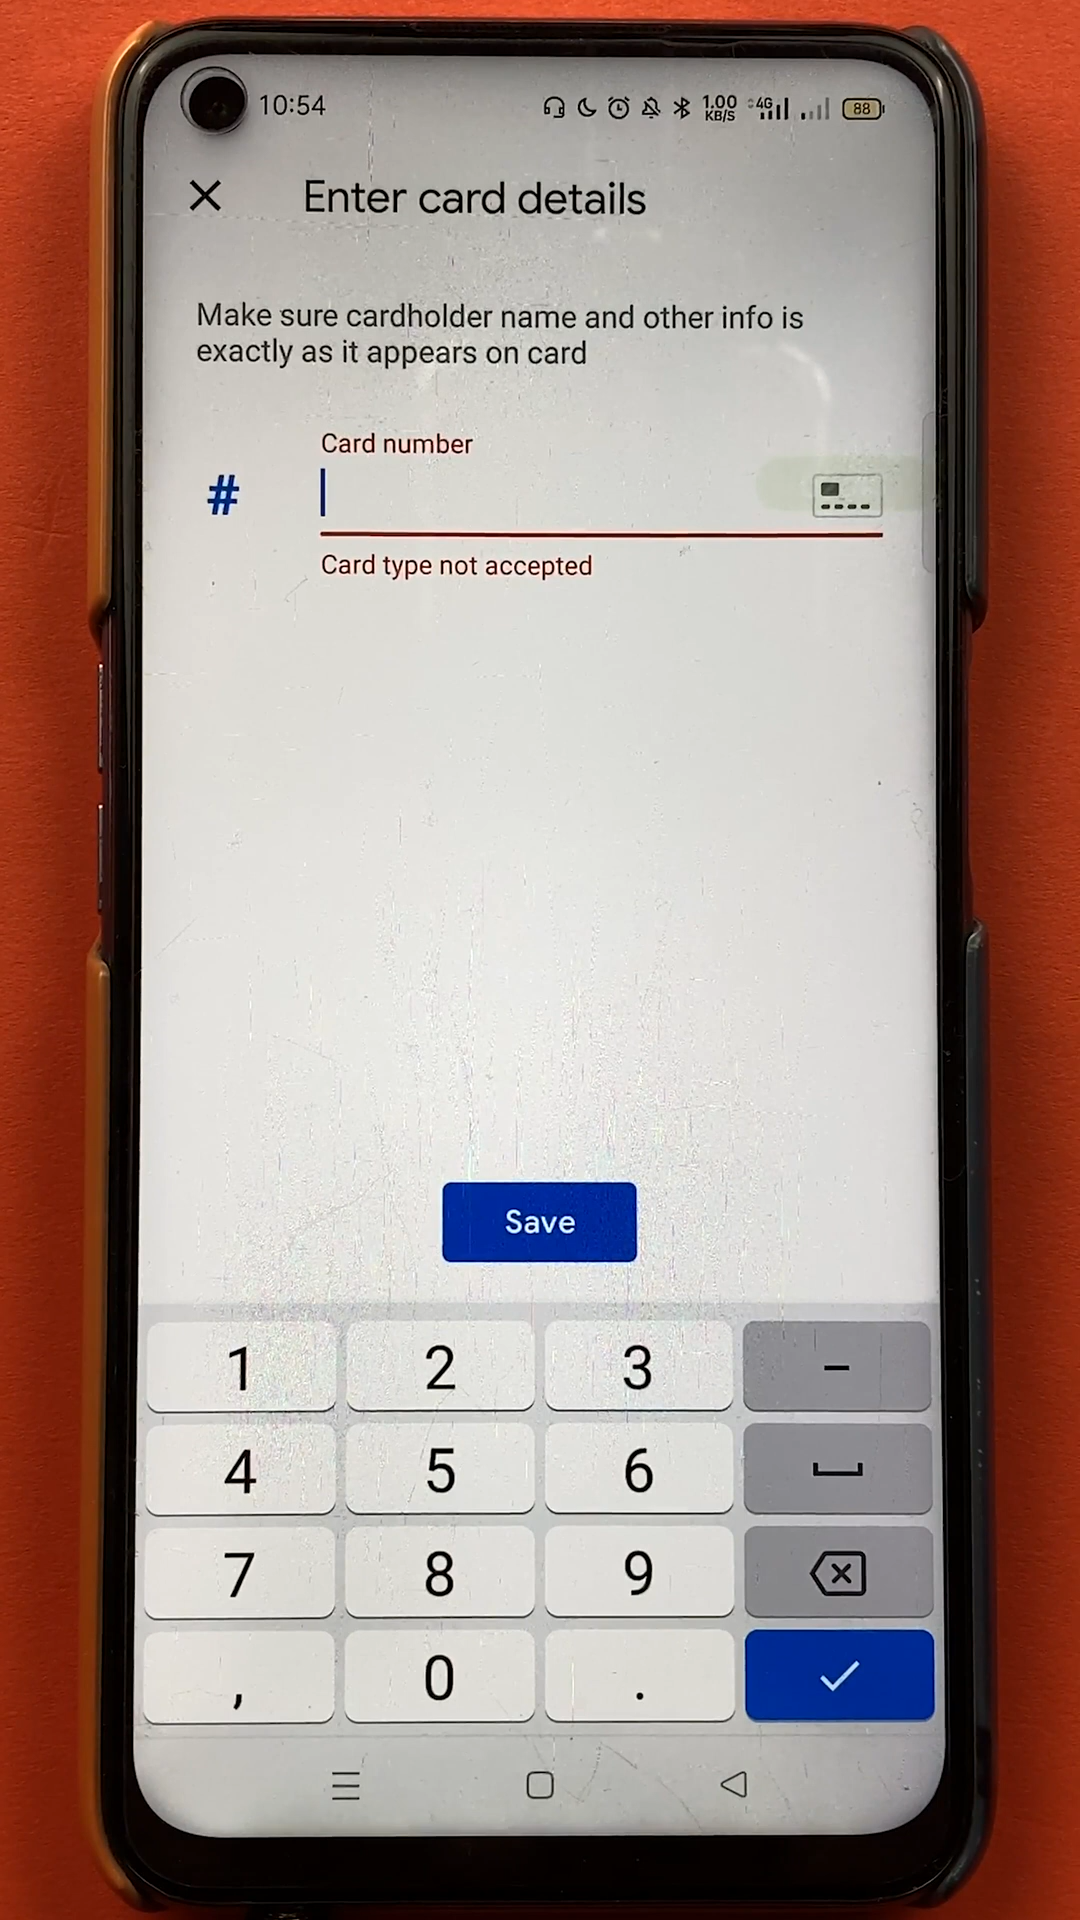 10:54 1.00 KB/S 4G 88
Enter card details
Make sure cardholder name and other info is
exactly as it appears on card
Card number
#
Card type not accepted
Save
1 2 3 –
4 5 6
7 8 9
, 0 .